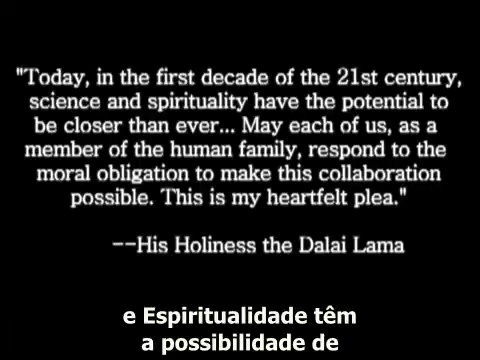 "Today, in the first decade of the 21st century,
science and spirituality have the potential to
be closer than ever... May each of us, as a
member of the human family, respond to the
moral obligation to make this collaboration
possible. This is my heartfelt plea."
--His Holiness the Dalai Lama
e Espiritualidade têm
a possibilidade de